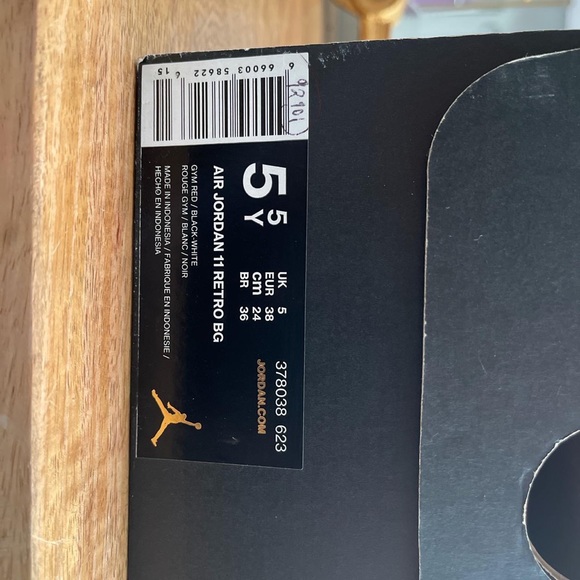 6 66003 58622 6 15
5 5 Y
UK 5
EUR 38
cm 24
BR 36
378038 623
JORDAN.COM
AIR JORDAN 11 RETRO BG
GYM RED / BLACK-WHITE
ROUGE GYM / BLANC / NOIR
MADE IN INDONESIA / FABRIQUE EN INDONESIE /
HECHO EN INDONESIA